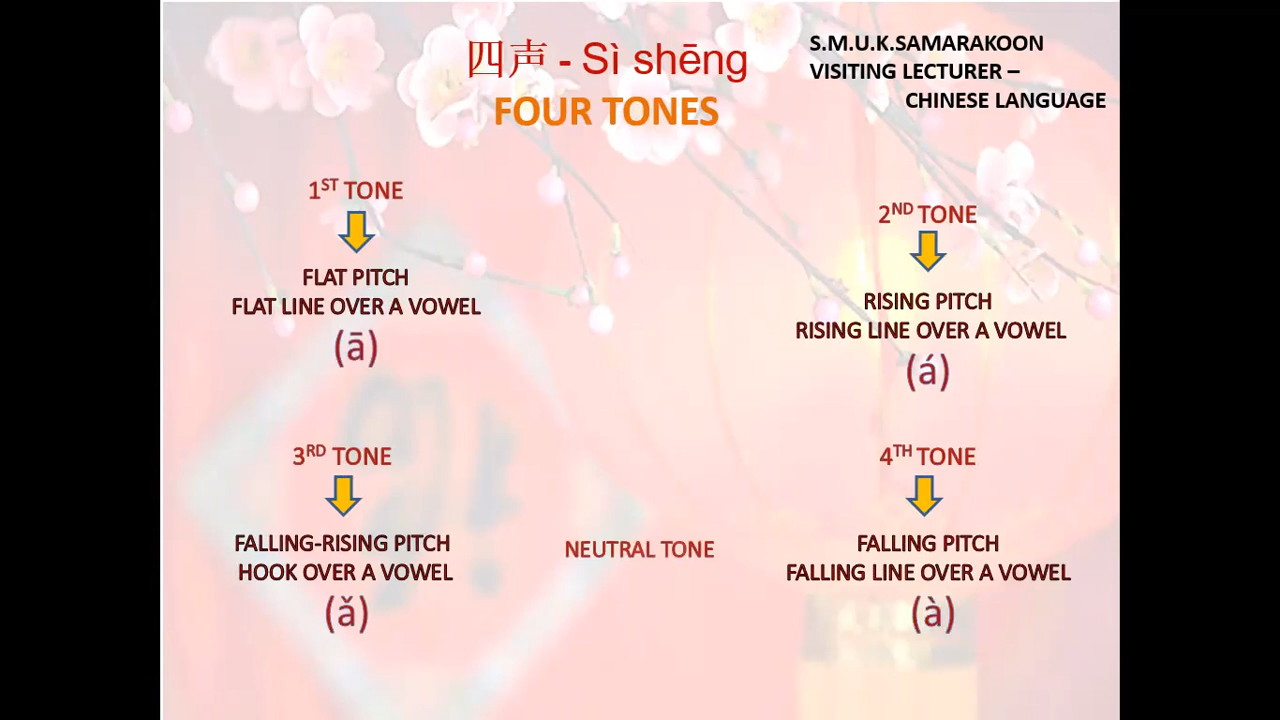 四声 - Sì shēng
FOUR TONES
S.M.U.K.SAMARAKOON
VISITING LECTURER –
CHINESE LANGUAGE
1ST TONE
FLAT PITCH
FLAT LINE OVER A VOWEL
(ā)
2ND TONE
RISING PITCH
RISING LINE OVER A VOWEL
(á)
3RD TONE
FALLING-RISING PITCH
HOOK OVER A VOWEL
(ǎ)
NEUTRAL TONE
4TH TONE
FALLING PITCH
FALLING LINE OVER A VOWEL
(à)